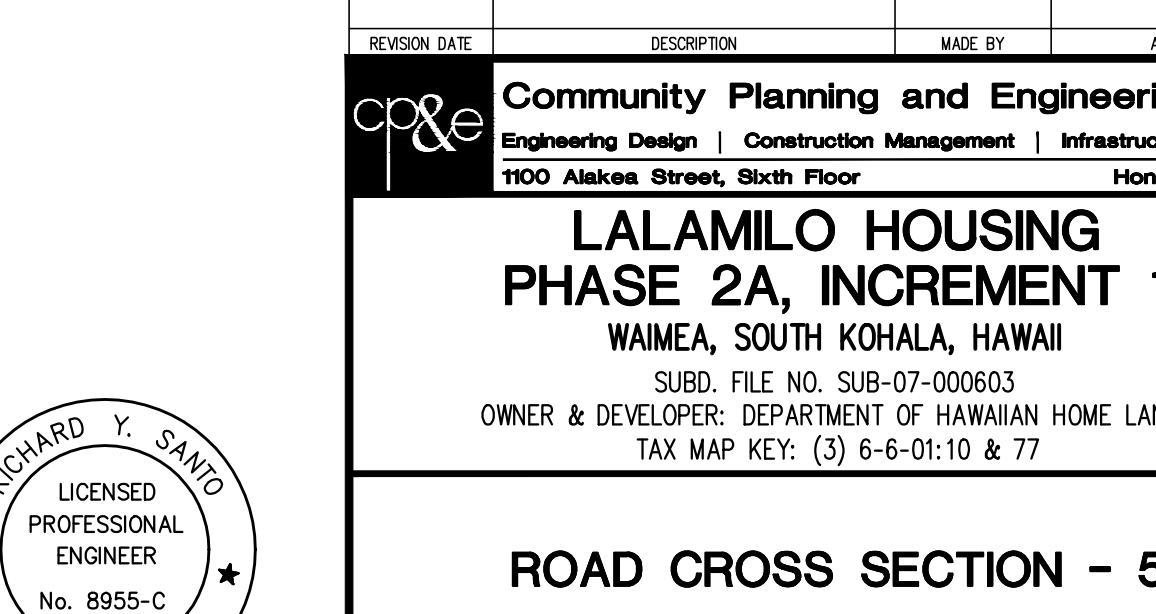 REVISION DATE DESCRIPTION MADE BY
cp&e
Community Planning and Engineeri
Engineering Design | Construction Management | Infrastruc
1100 Alakea Street, Sixth Floor Hon
LALAMILO HOUSING
PHASE 2A, INCREMENT 1
WAIMEA, SOUTH KOHALA, HAWAII
SUBD. FILE NO. SUB-07-000603
OWNER & DEVELOPER: DEPARTMENT OF HAWAIIAN HOME LAN
TAX MAP KEY: (3) 6-6-01:10 & 77
RICHARD Y. SANTO
LICENSED
PROFESSIONAL
ENGINEER
No. 8955-C
ROAD CROSS SECTION - 5